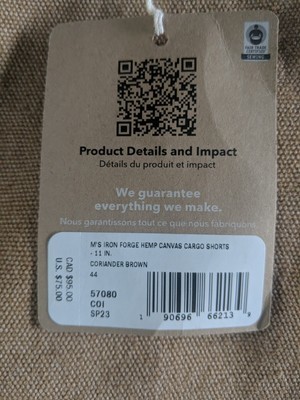 FAIR TRADE
CERTIFIED
SEWING
Product Details and Impact
Détails du produit et impact
We guarantee
everything we make.
Nous garantissons tout ce que nous fabriquons.
M'S IRON FORGE HEMP CANVAS CARGO SHORTS
- 11 IN.
CORIANDER BROWN
44
57080
COI
SP23
CAD $95.00
U.S. $75.00
1 90696 66213 8